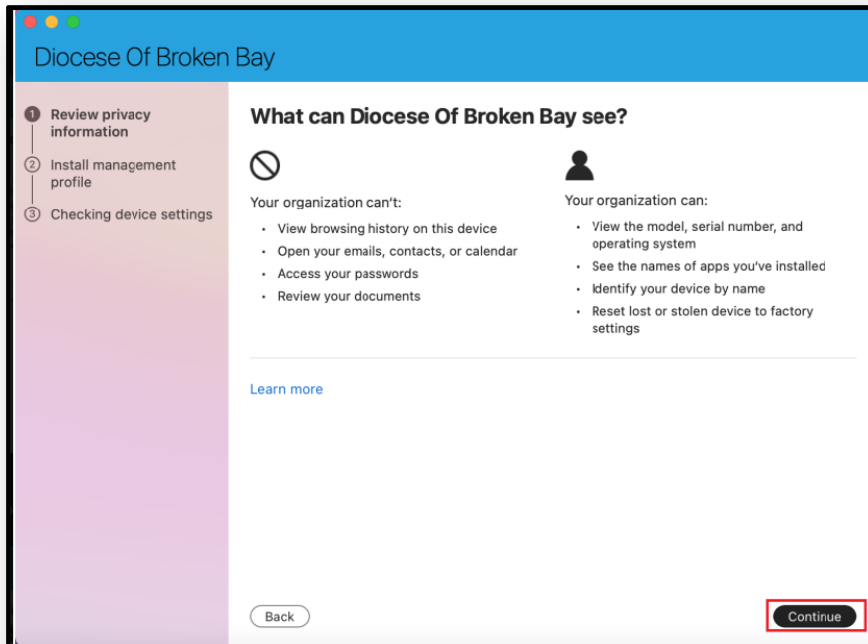 Diocese Of Broken Bay
1 Review privacy
information
2 Install management
profile
3 Checking device settings
What can Diocese Of Broken Bay see?
Your organization can't:
• View browsing history on this device
• Open your emails, contacts, or calendar
• Access your passwords
• Review your documents
Your organization can:
• View the model, serial number, and
operating system
• See the names of apps you've installed
• Identify your device by name
• Reset lost or stolen device to factory
settings
Learn more
Back
Continue